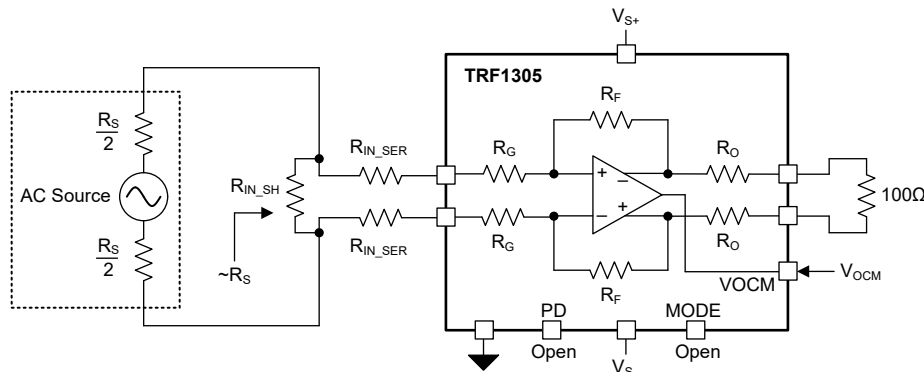 V_S+
TRF1305
R_F
R_S
2
R_IN_SER
R_G
R_O
AC Source
R_IN_SH
100Ω
R_S
2
R_IN_SER
R_G
R_O
~R_S
R_F
VOCM
V_OCM
PD
MODE
Open
V_S
Open